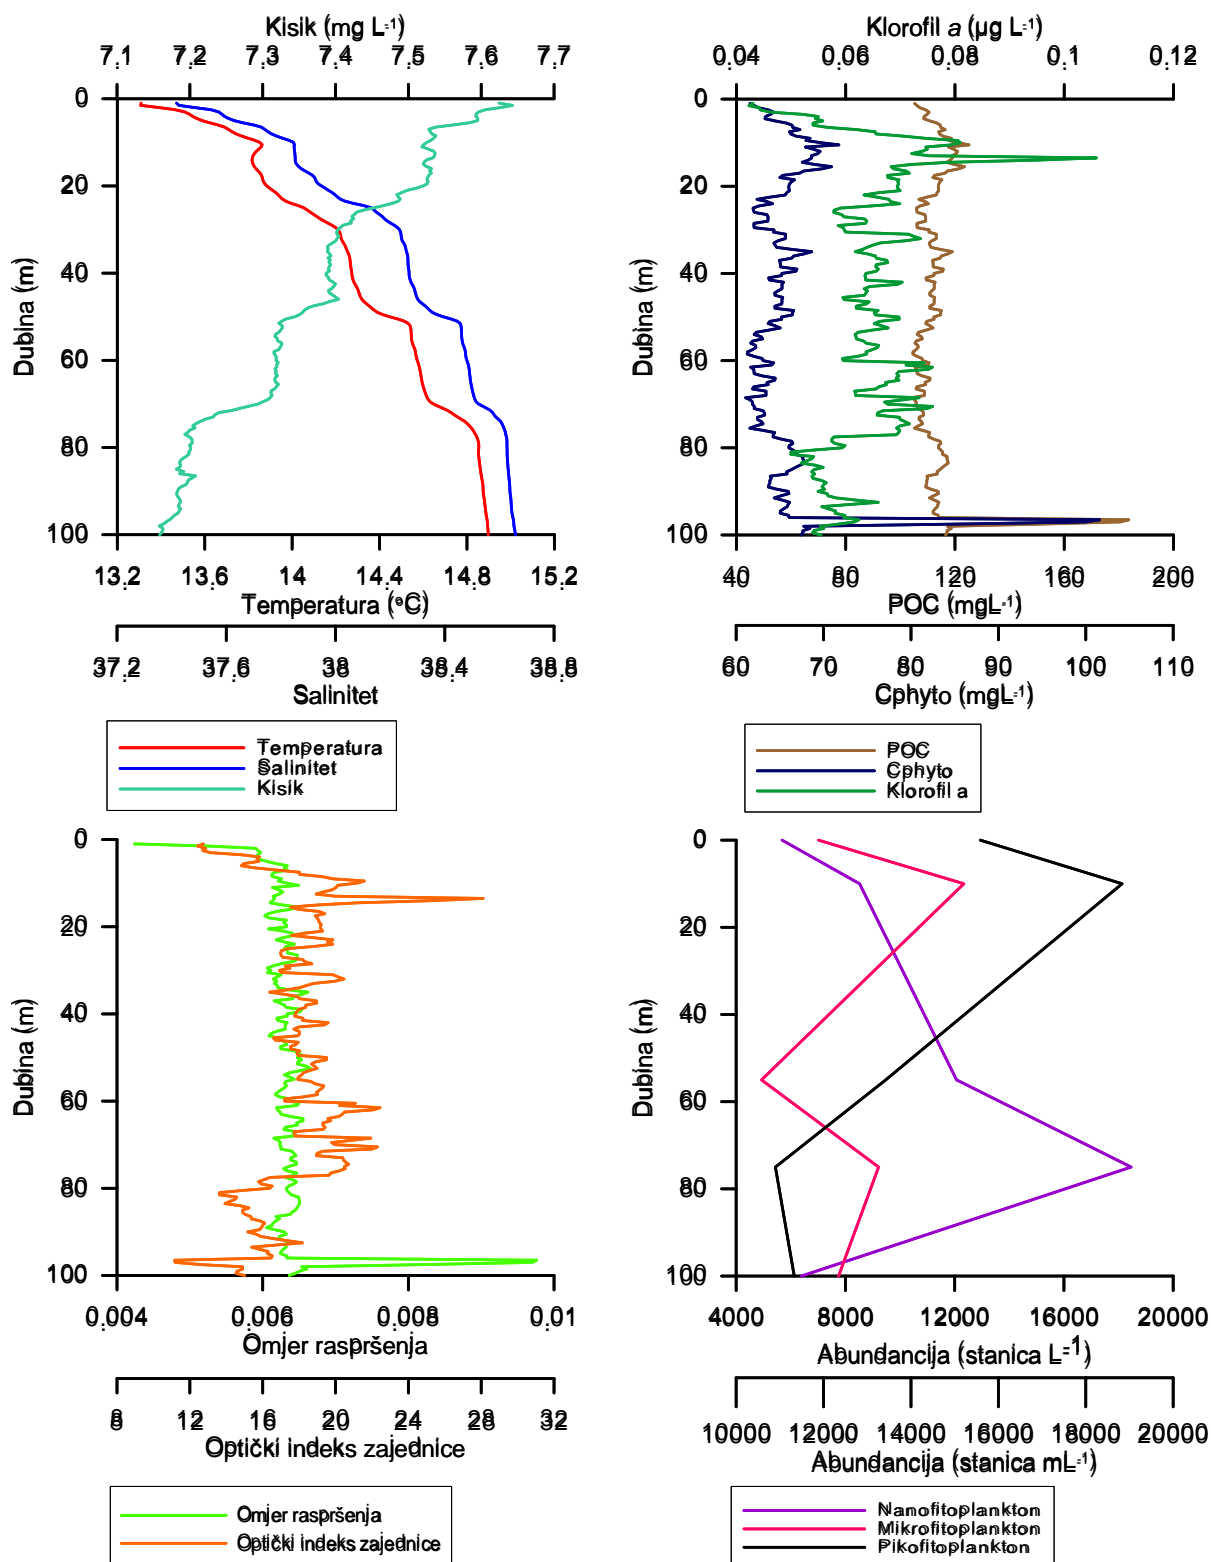 Kisik (mg L-1)
7.1 7.2 7.3 7.4 7.5 7.6 7.7
0
20
40
60
80
100
Dubina (m)
13.2 13.6 14 14.4 14.8 15.2
Temperatura (°C)
37.2 37.6 38 38.4 38.8
Salinitet
Temperatura
Salinitet
Kisik
Klorofil a (µg L-1)
0.04 0.06 0.08 0.1 0.12
0
20
40
60
80
100
Dubina (m)
40 80 120 160 200
POC (mgL-1)
60 70 80 90 100 110
Cphyto (mgL-1)
POC
Cphyto
Klorofil a
0
20
40
60
80
100
Dubina (m)
0.004 0.006 0.008 0.01
Omjer raspršenja
8 12 16 20 24 28 32
Optički indeks zajednice
Omjer raspršenja
Optički indeks zajednice
0
20
40
60
80
100
Dubina (m)
4000 8000 12000 16000 20000
Abundancija (stanica L-1)
10000 12000 14000 16000 18000 20000
Abundancija (stanica mL-1)
Nanofitoplankton
Mikrofitoplankton
Pikofitoplankton